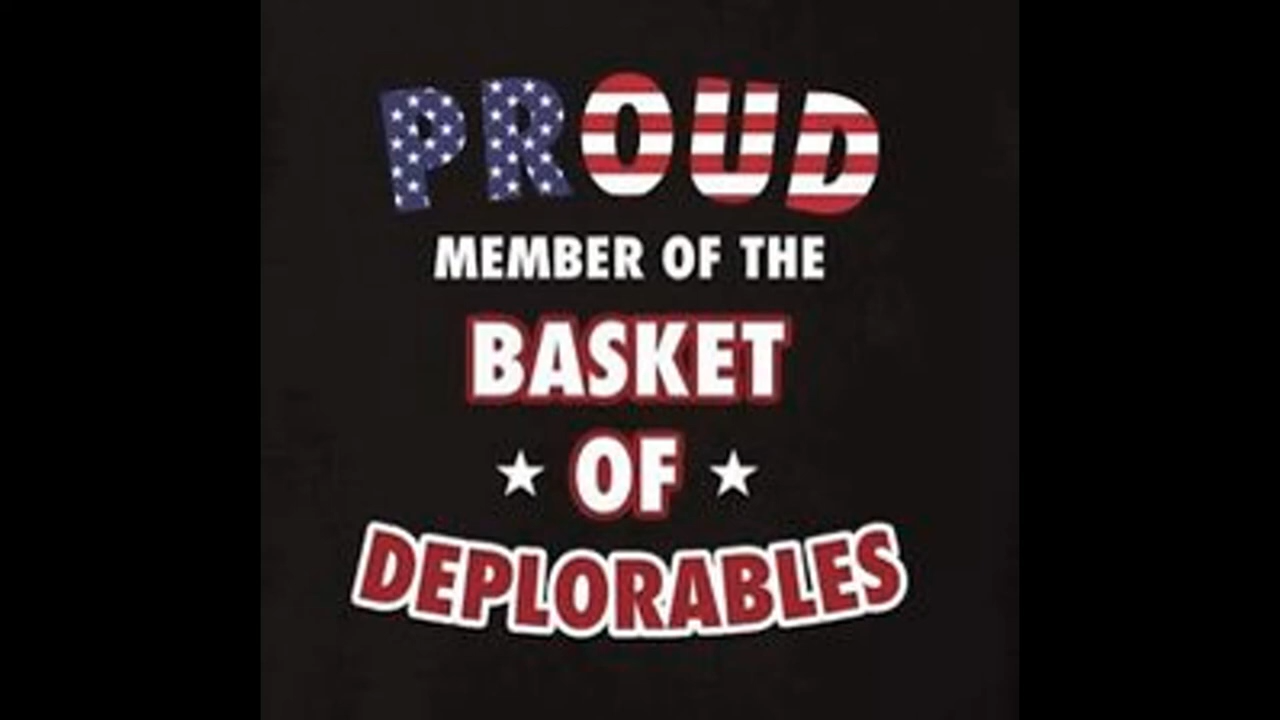 PROUD
MEMBER OF THE
BASKET
OF
DEPLORABLES